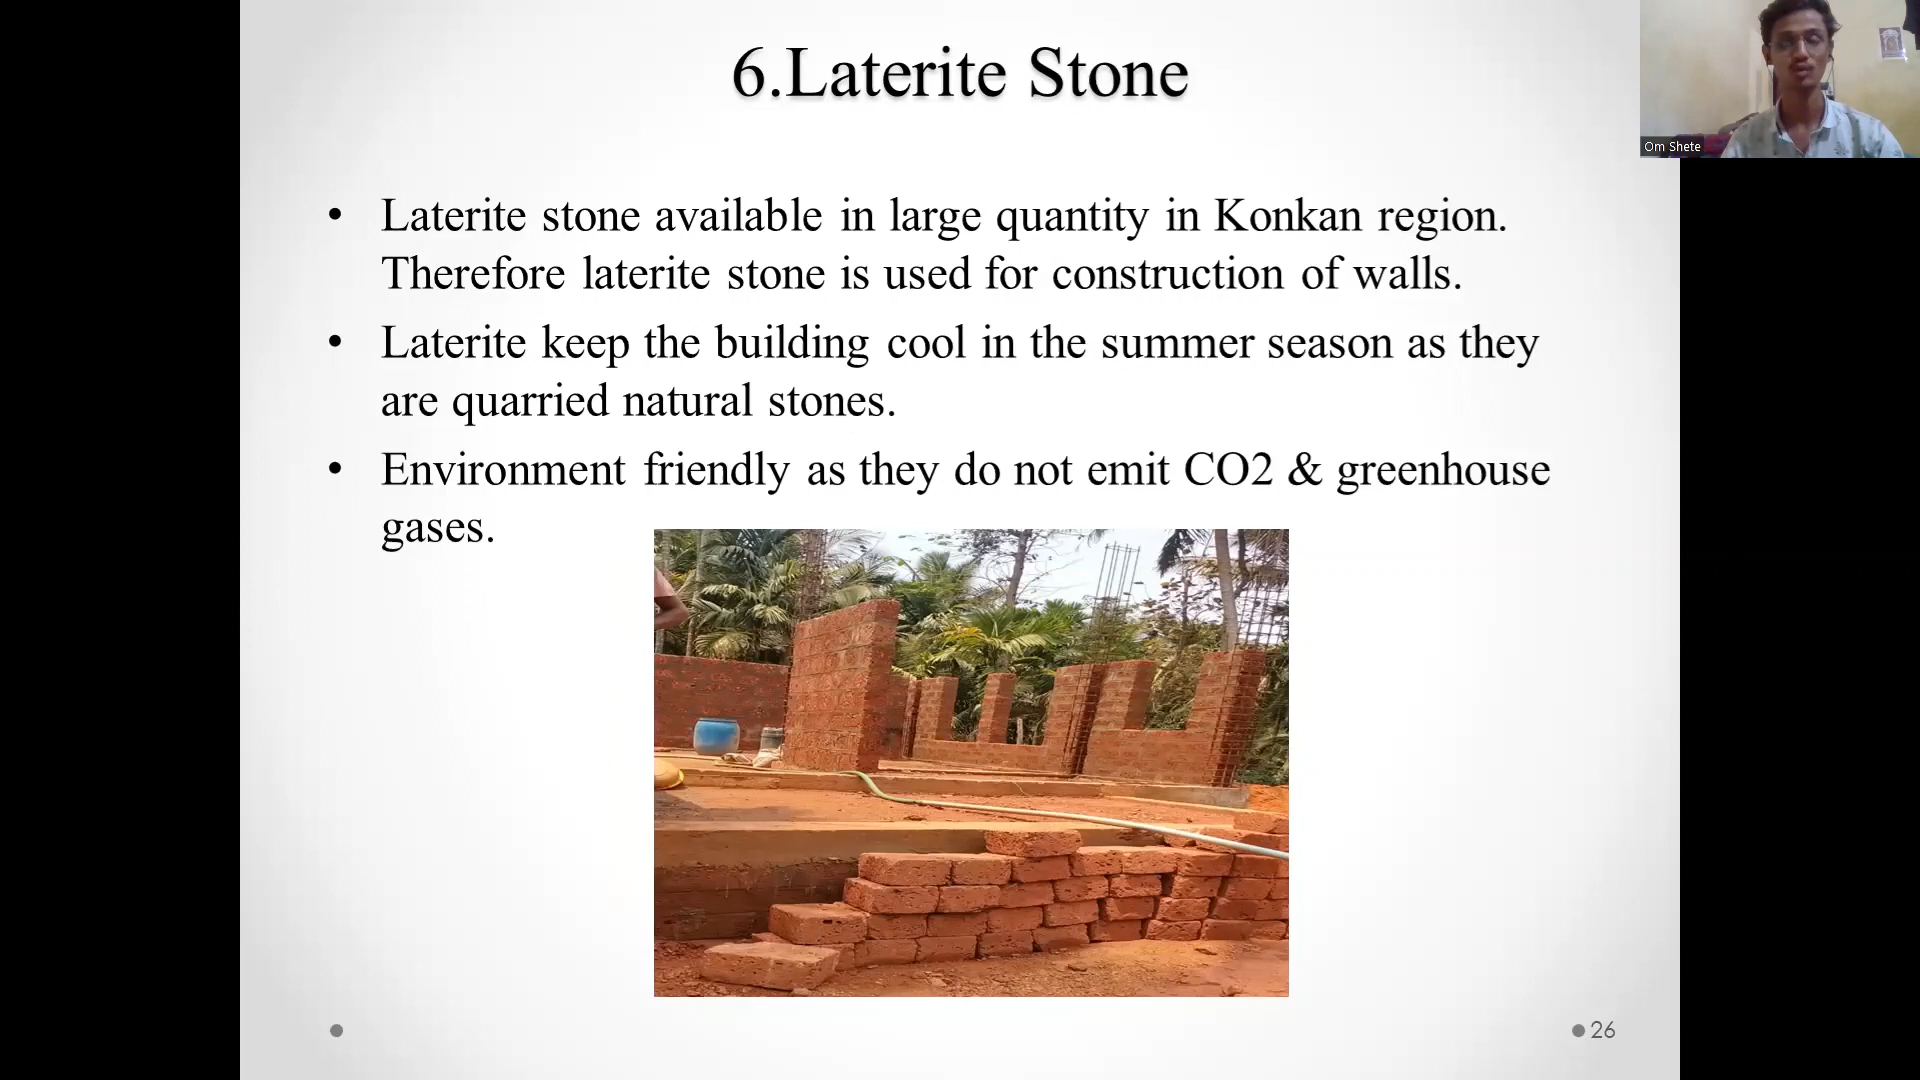 6.Laterite Stone
Om Shete
• Laterite stone available in large quantity in Konkan region.
Therefore laterite stone is used for construction of walls.
• Laterite keep the building cool in the summer season as they
are quarried natural stones.
• Environment friendly as they do not emit CO2 & greenhouse
gases.
26